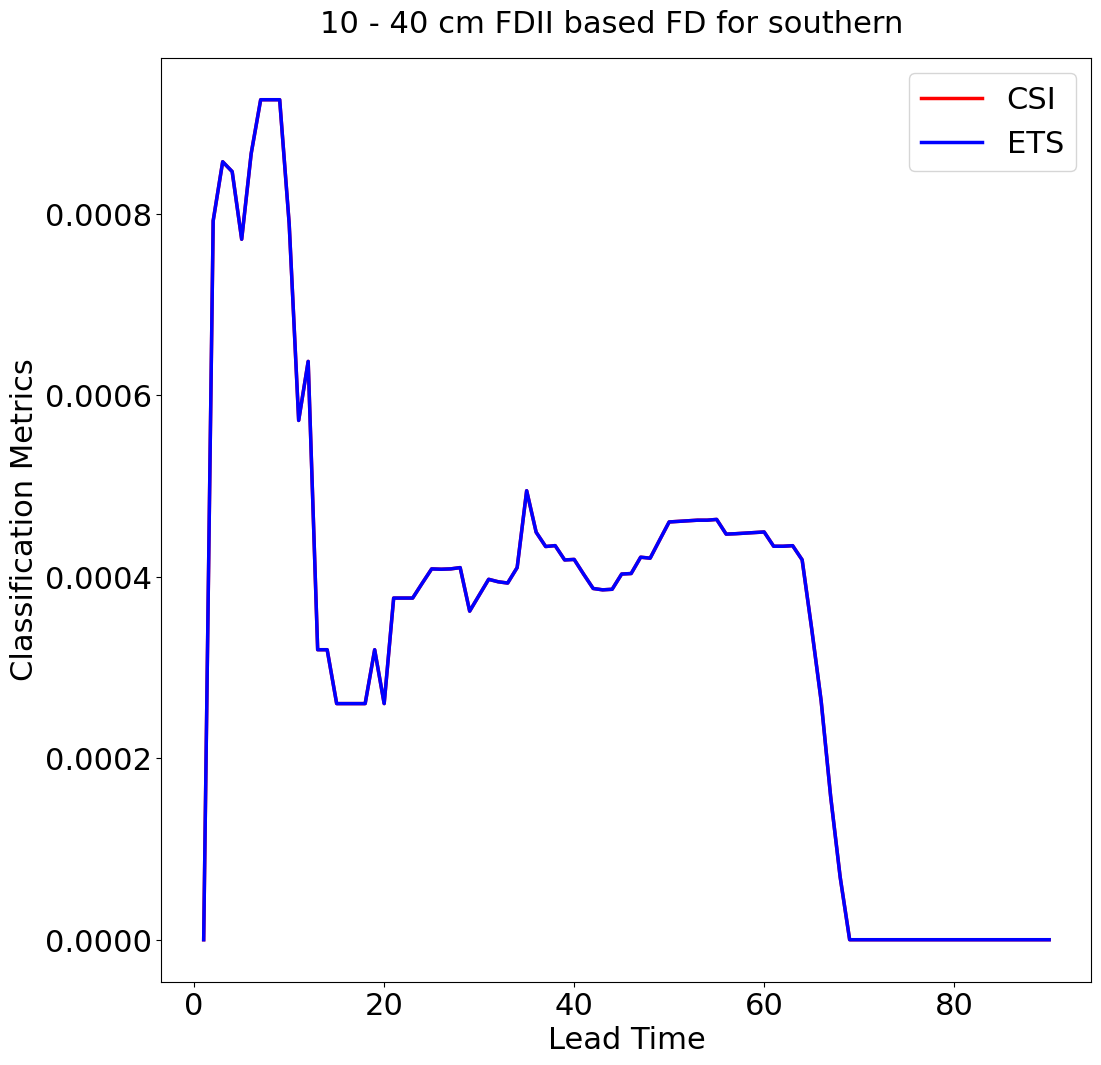 10 - 40 cm FDII based FD for southern
CSI
ETS
Classification Metrics
0.0008
0.0006
0.0004
0.0002
0.0000
0
20
40
60
80
Lead Time